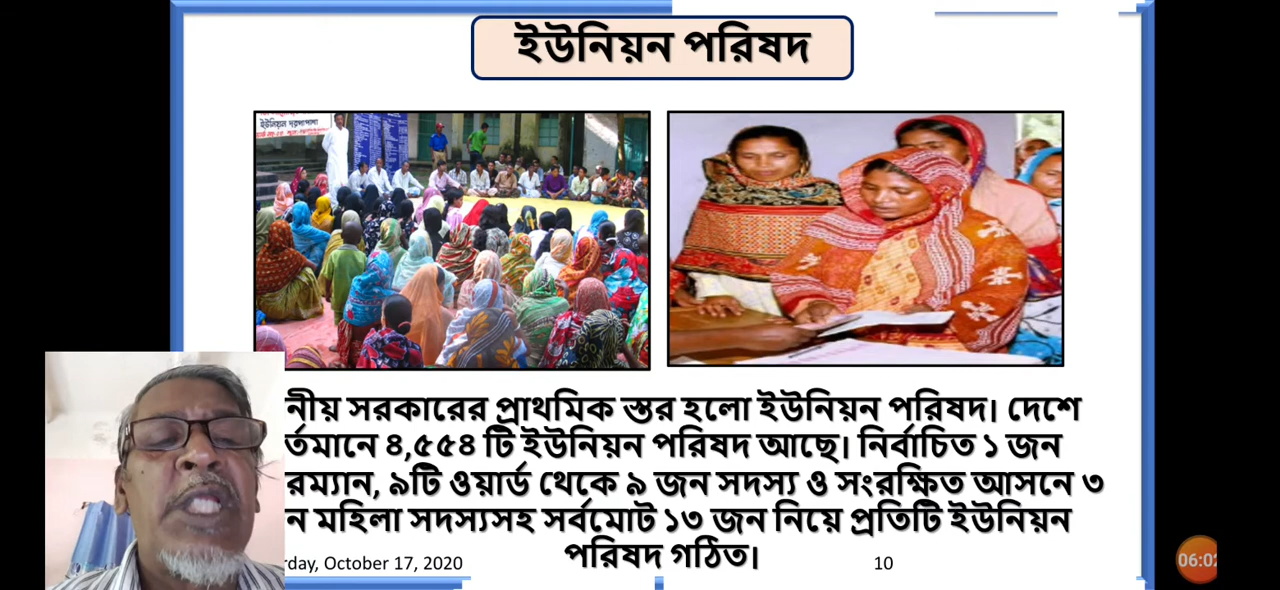 ইউনিয়ন পরিষদ
ইউনিয়ন দরগাপাশা
নীয় সরকারের প্রাথমিক স্তর হলো ইউনিয়ন পরিষদ। দেশে
র্তমানে ৪,৫৫৪ টি ইউনিয়ন পরিষদ আছে। নির্বাচিত ১ জন
রম্যান, ৯টি ওয়ার্ড থেকে ৯ জন সদস্য ও সংরক্ষিত আসনে ৩
ন মহিলা সদস্যসহ সর্বমোট ১৩ জন নিয়ে প্রতিটি ইউনিয়ন
পরিষদ গঠিত।
rday, October 17, 2020
10
06:02